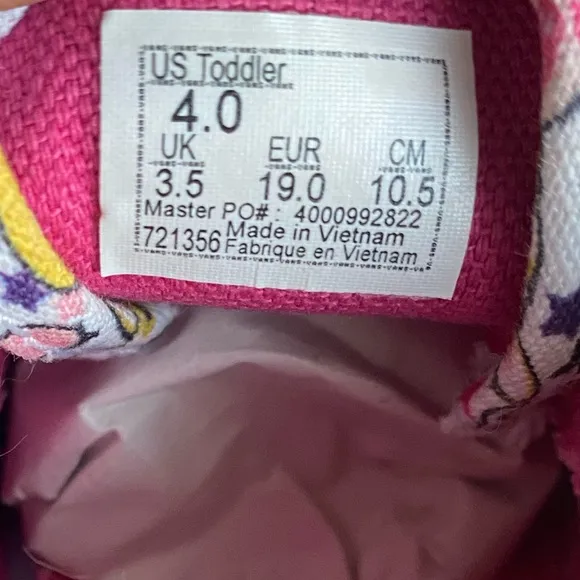 US Toddler
4.0
UK EUR CM
3.5 19.0 10.5
Master PO# : 4000992822
721356 Made in Vietnam
Fabrique en Vietnam